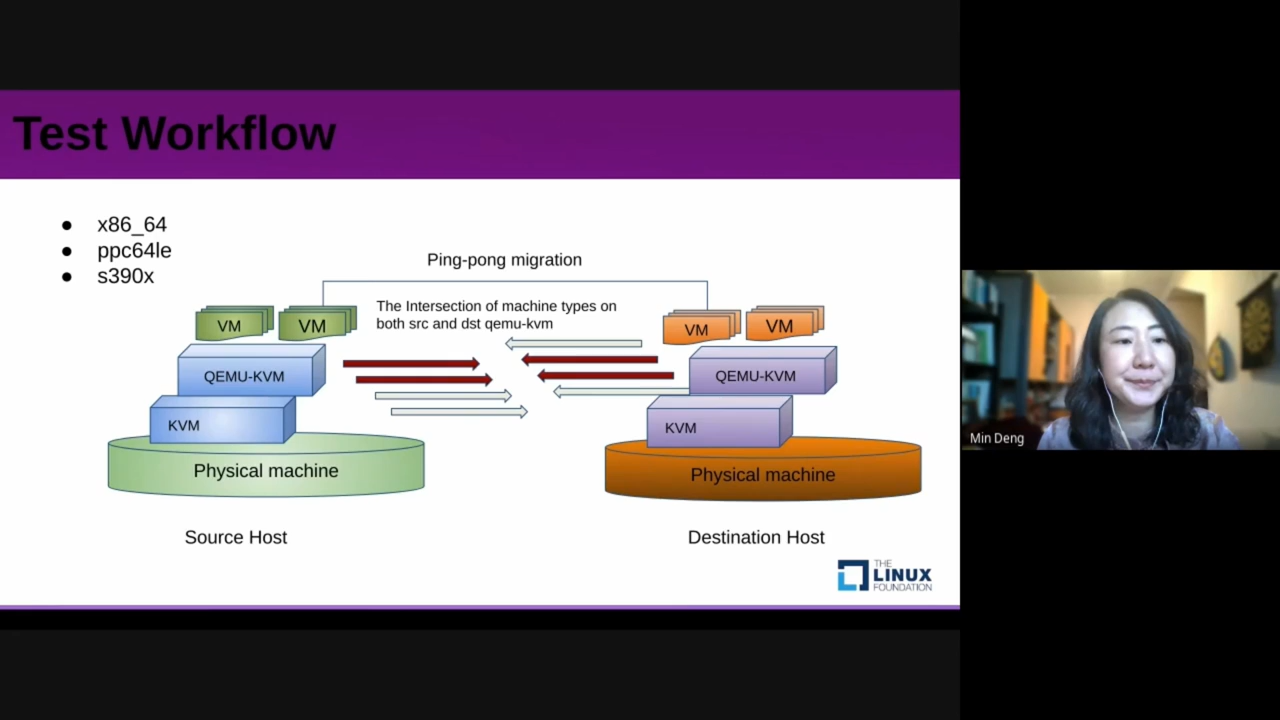 Test Workflow
● x86_64
● ppc64le
● s390x
Ping-pong migration
The Intersection of machine types on
both src and dst qemu-kvm
VM
VM
VM
VM
QEMU-KVM
QEMU-KVM
KVM
KVM
Physical machine
Physical machine
Source Host
Destination Host
THE
LINUX
FOUNDATION
Min Deng